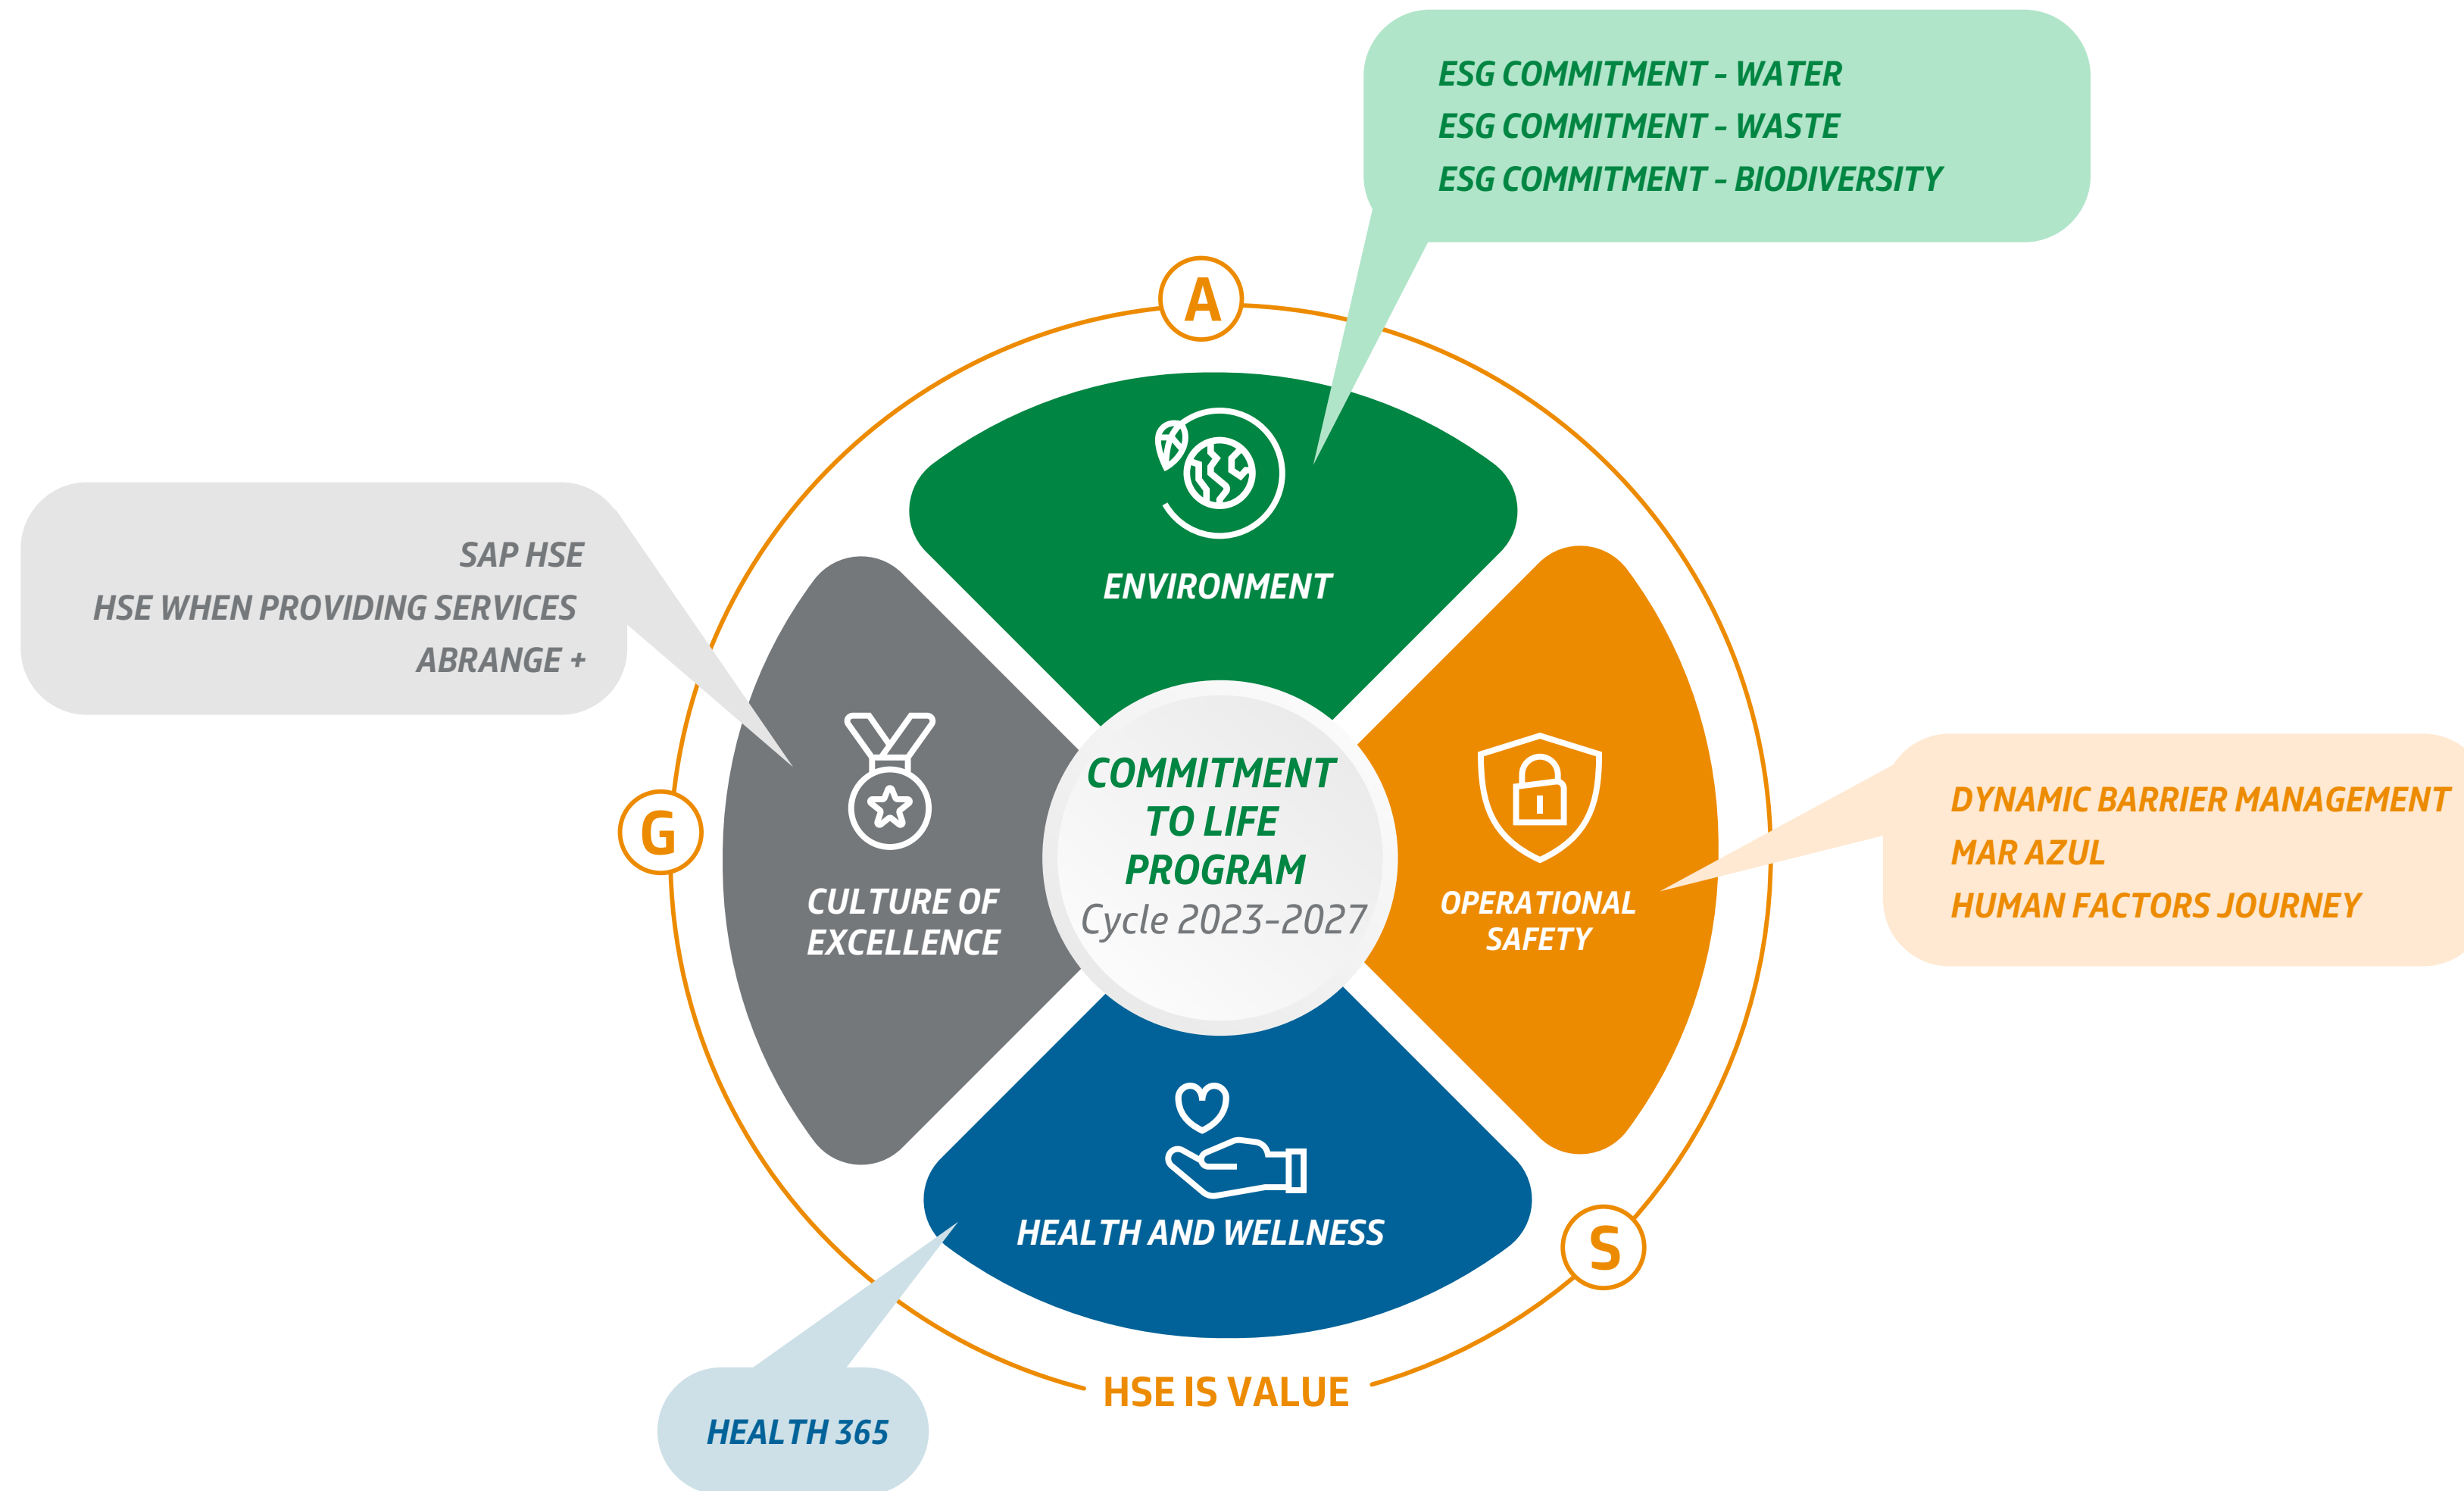 ESG COMMITMENT – WATER
ESG COMMITMENT – WASTE
ESG COMMITMENT – BIODIVERSITY
A
ENVIRONMENT
SAP HSE
HSE WHEN PROVIDING SERVICES
ABRANGE +
G
CULTURE OF
EXCELLENCE
COMMITMENT
TO LIFE
PROGRAM
Cycle 2023-2027
OPERATIONAL
SAFETY
DYNAMIC BARRIER MANAGEMENT
MAR AZUL
HUMAN FACTORS JOURNEY
HEALTH AND WELLNESS
S
HSE IS VALUE
HEALTH 365